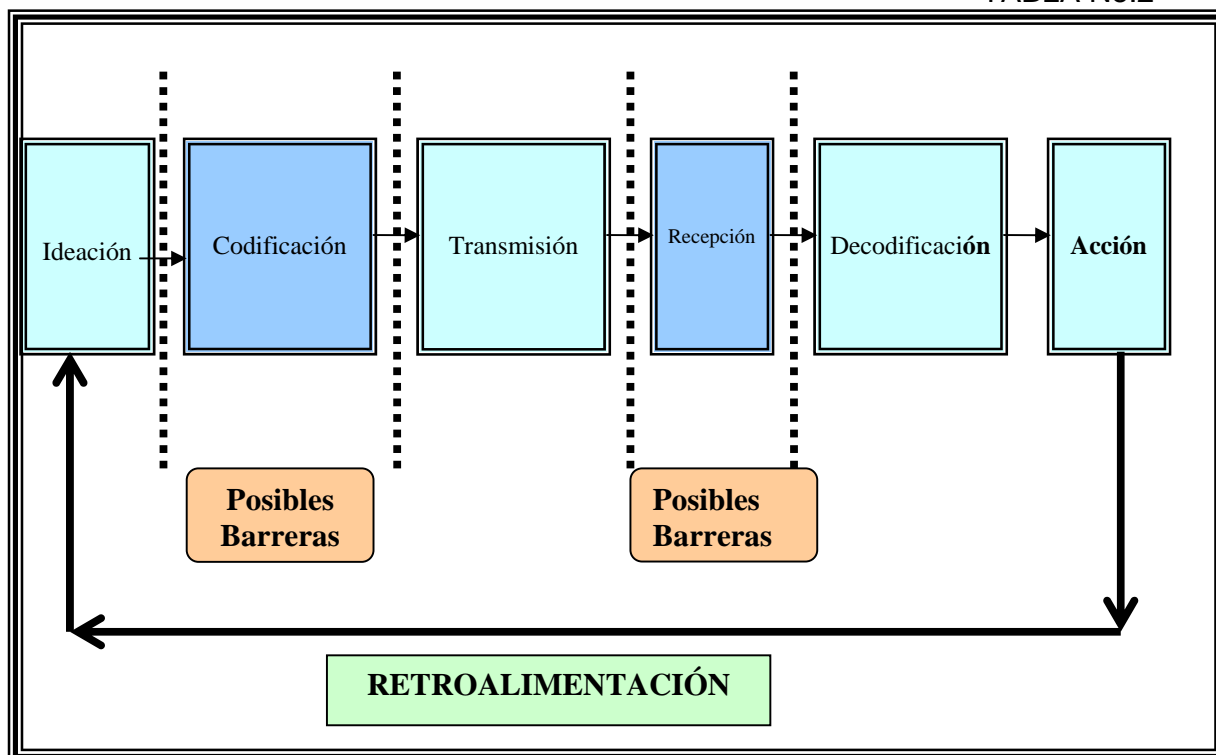 Ideación
Codificación
Transmisión
Recepción
Decodificación
Acción
Posibles
Barreras
Posibles
Barreras
RETROALIMENTACIÓN